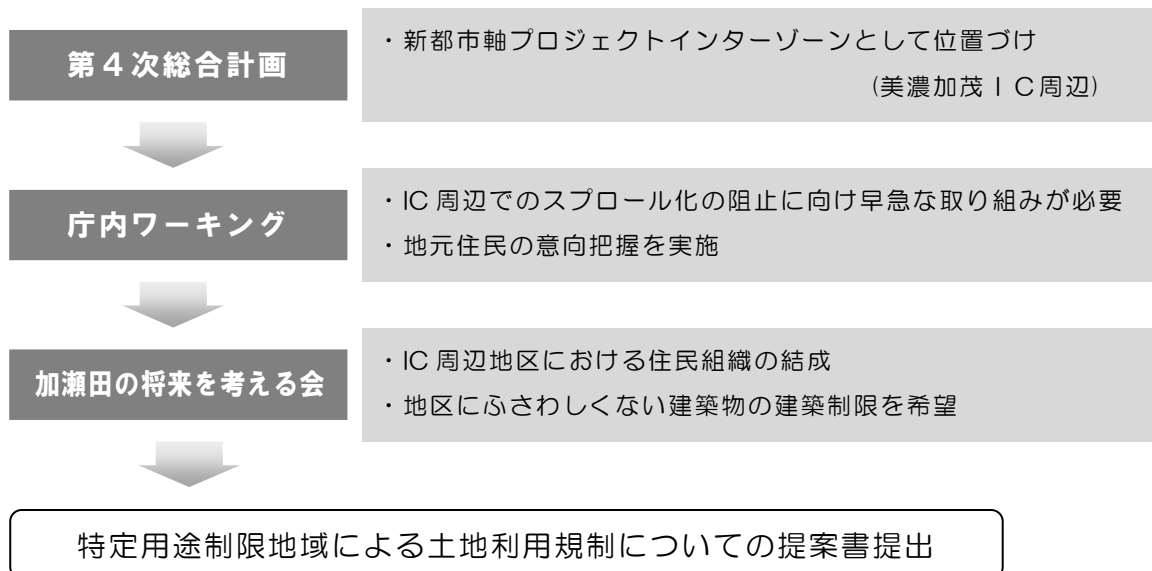 第４次総合計画
・新都市軸プロジェクトインターゾーンとして位置づけ
(美濃加茂ＩＣ周辺)
庁内ワーキング
・IC 周辺でのスプロール化の阻止に向け早急な取り組みが必要
・地元住民の意向把握を実施
加瀬田の将来を考える会
・IC 周辺地区における住民組織の結成
・地区にふさわしくない建築物の建築制限を希望
特定用途制限地域による土地利用規制についての提案書提出